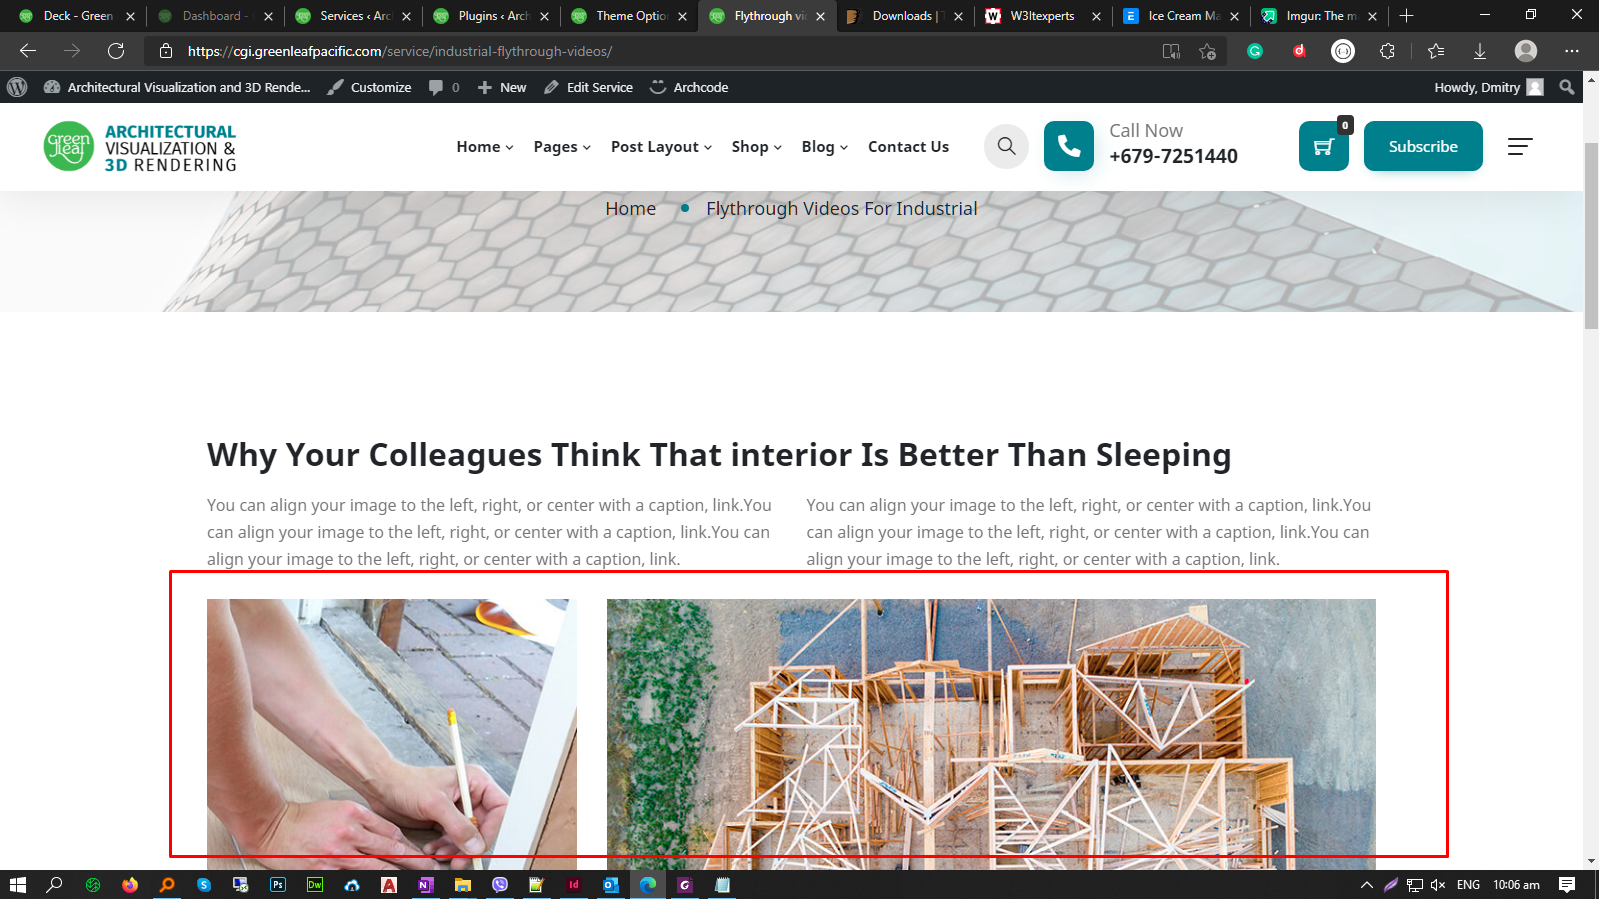 Deck - Green
Dashboard -
Services ‹ Arc
Plugins ‹ Arch
Theme Option
Flythrough vi
Downloads |
W3Itexperts
Ice Cream Ma
Imgur: The m
https://cgi.greenleafpacific.com/service/industrial-flythrough-videos/
Architectural Visualization and 3D Rende...
Customize
0
New
Edit Service
Archcode
Howdy, Dmitry
green leaf
ARCHITECTURAL
VISUALIZATION &
3D RENDERING
Home
Pages
Post Layout
Shop
Blog
Contact Us
Call Now
+679-7251440
0
Subscribe
Home
Flythrough Videos For Industrial
Why Your Colleagues Think That interior Is Better Than Sleeping
You can align your image to the left, right, or center with a caption, link.You
can align your image to the left, right, or center with a caption, link.You can
align your image to the left, right, or center with a caption, link.
You can align your image to the left, right, or center with a caption, link.You
can align your image to the left, right, or center with a caption, link.You can
align your image to the left, right, or center with a caption, link.
ENG
10:06 am